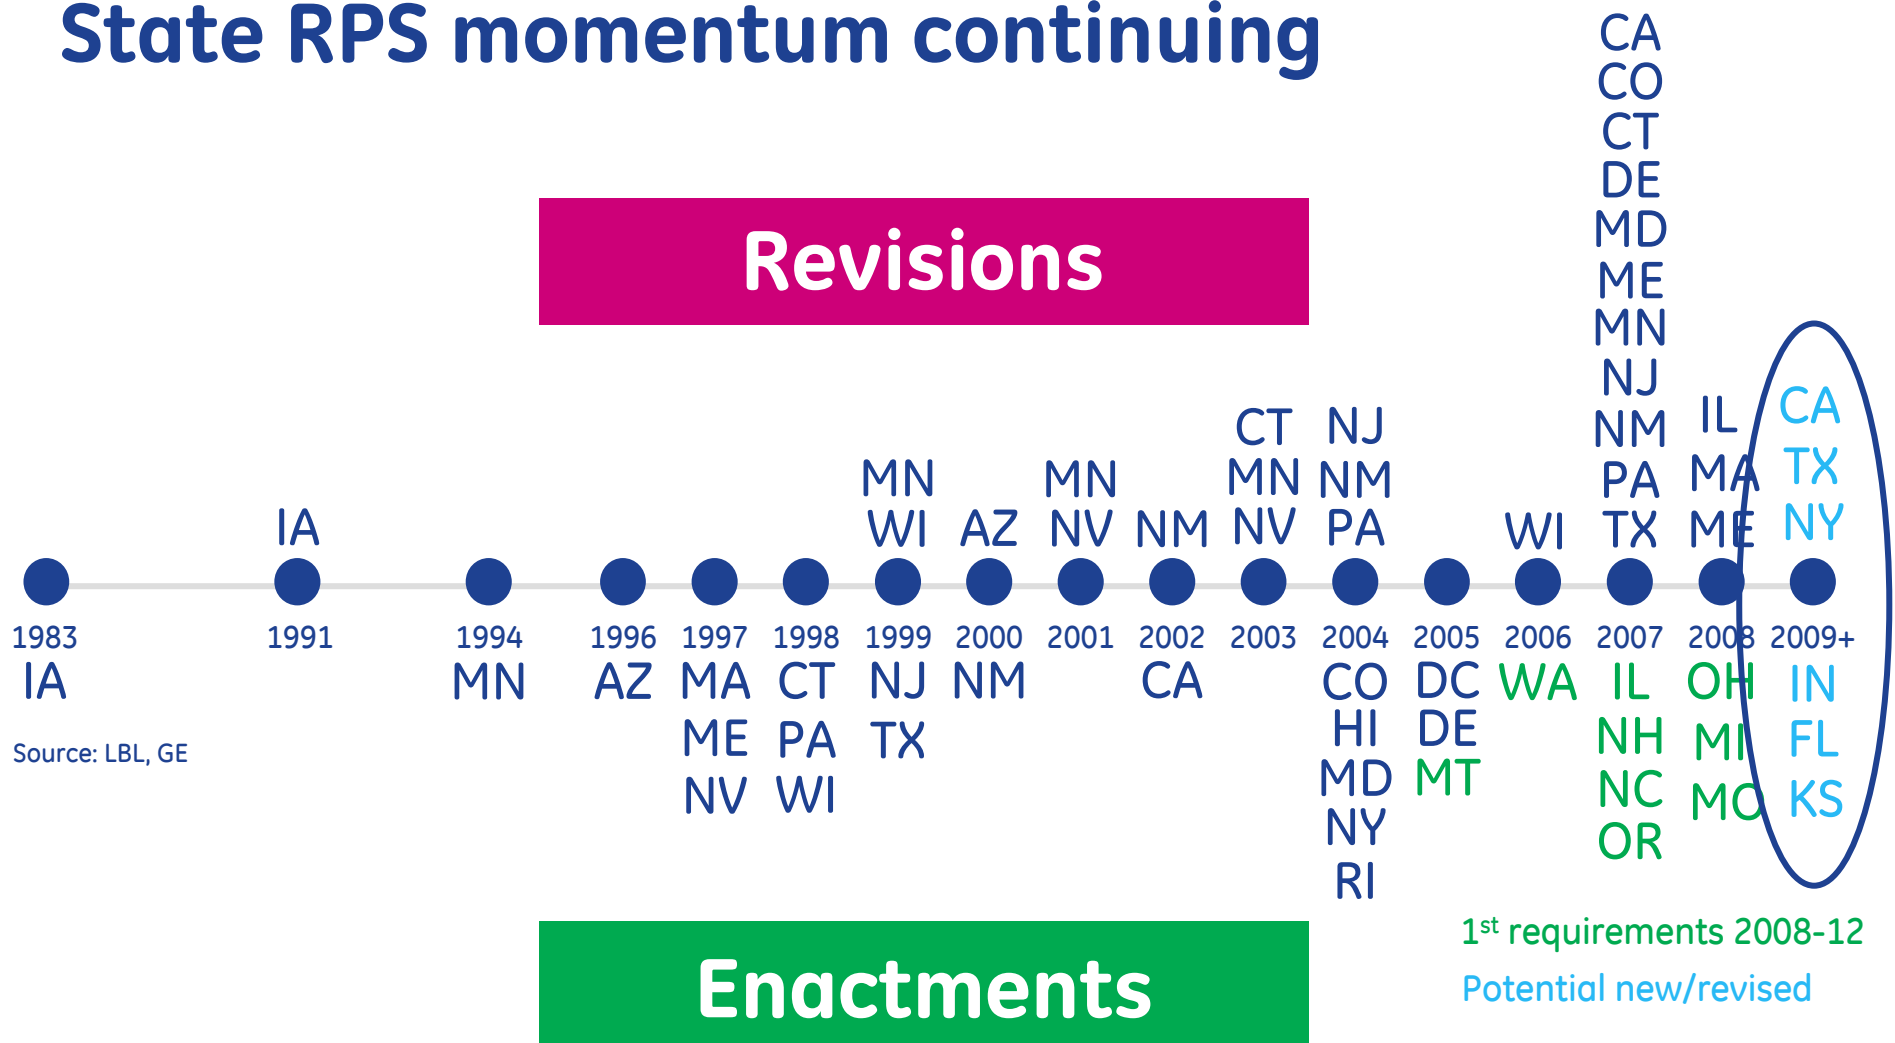 State RPS momentum continuing
Revisions
CA
CO
CT
DE
MD
ME
MN
NJ
NM
PA
TX
IL
MA
ME
CA
TX
NY
IA
MN
WI
AZ
MN
NV
NM
CT
MN
NV
NJ
NM
PA
WI
1983 1991 1994 1996 1997 1998 1999 2000 2001 2002 2003 2004 2005 2006 2007 2008 2009+
IA
MN
AZ
MA
ME
NV
CT
PA
WI
NJ
TX
NM
CA
CO
HI
MD
NY
RI
DC
DE
MT
WA
IL
NH
NC
OR
OH
MI
MO
IN
FL
KS
Source: LBL, GE
Enactments
1st requirements 2008-12
Potential new/revised